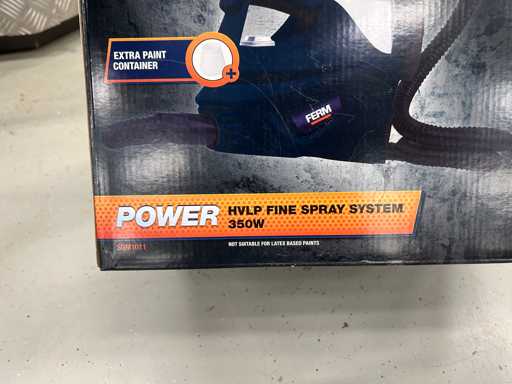 EXTRA PAINT
CONTAINER
FERM
POWER
HVLP FINE SPRAY SYSTEM
350W
NOT SUITABLE FOR LATEX BASED PAINTS